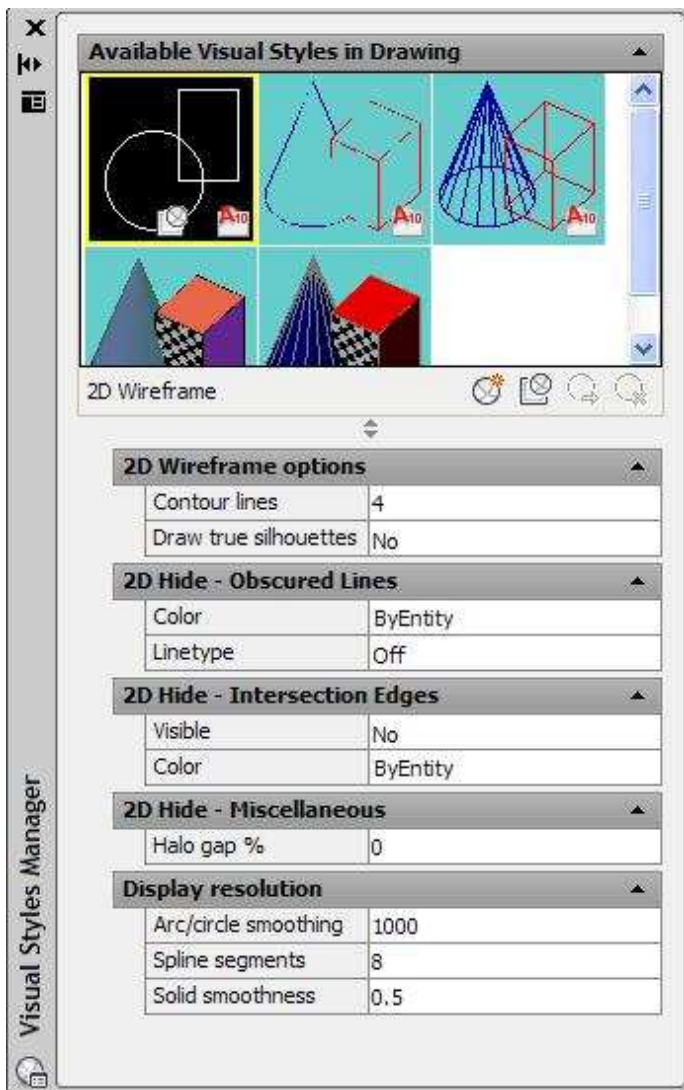 Available Visual Styles in Drawing
A10 A10 A10
2D Wireframe
2D Wireframe options
Contour lines 4
Draw true silhouettes No
2D Hide - Obscured Lines
Color ByEntity
Linetype Off
2D Hide - Intersection Edges
Visible No
Color ByEntity
2D Hide - Miscellaneous
Halo gap % 0
Display resolution
Arc/circle smoothing 1000
Spline segments 8
Solid smoothness 0.5
Visual Styles Manager